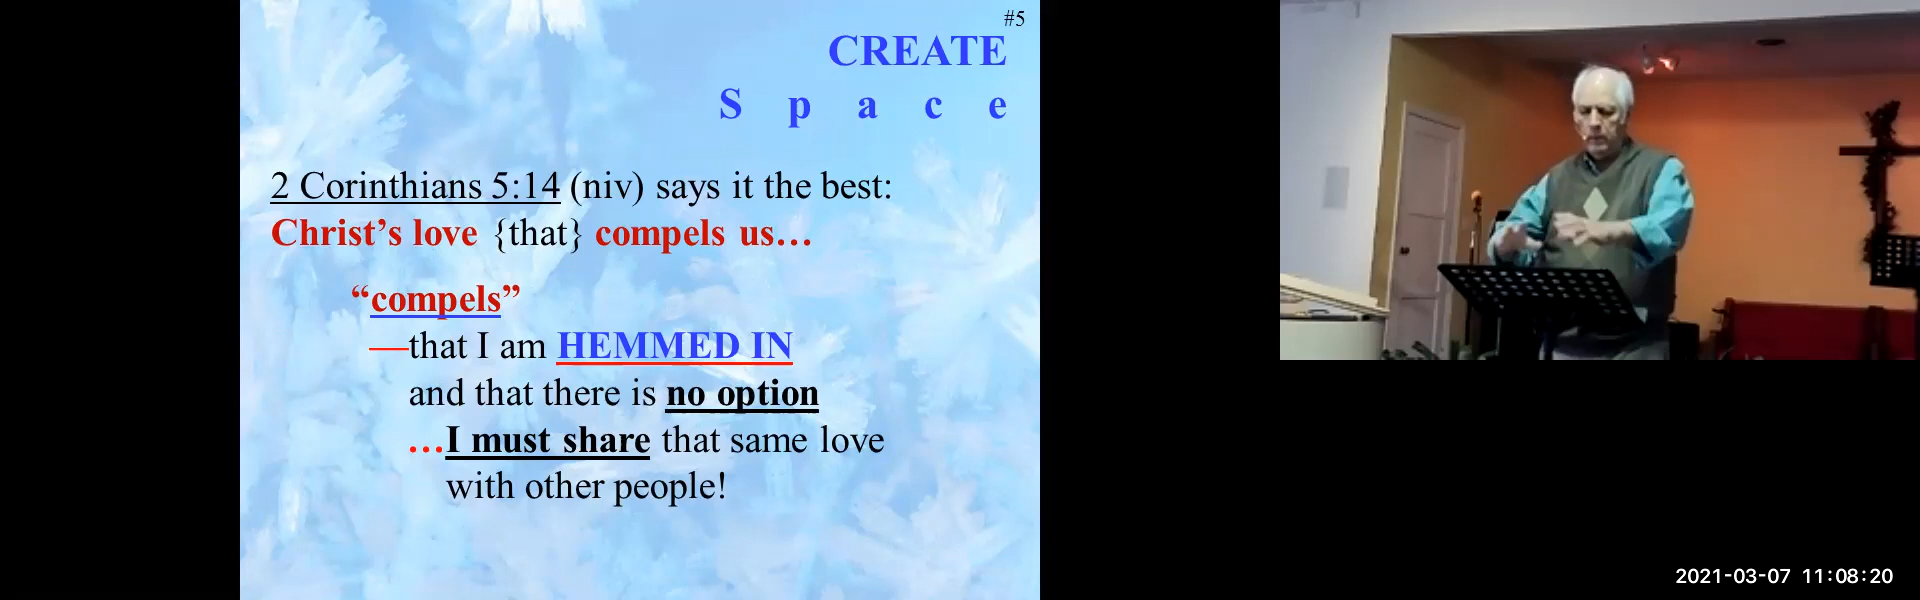 #5
CREATE
S p a c e
2 Corinthians 5:14 (niv) says it the best:
Christ’s love {that} compels us…
“compels”
—that I am HEMMED IN
and that there is no option
…I must share that same love
with other people!
2021-03-07 11:08:20